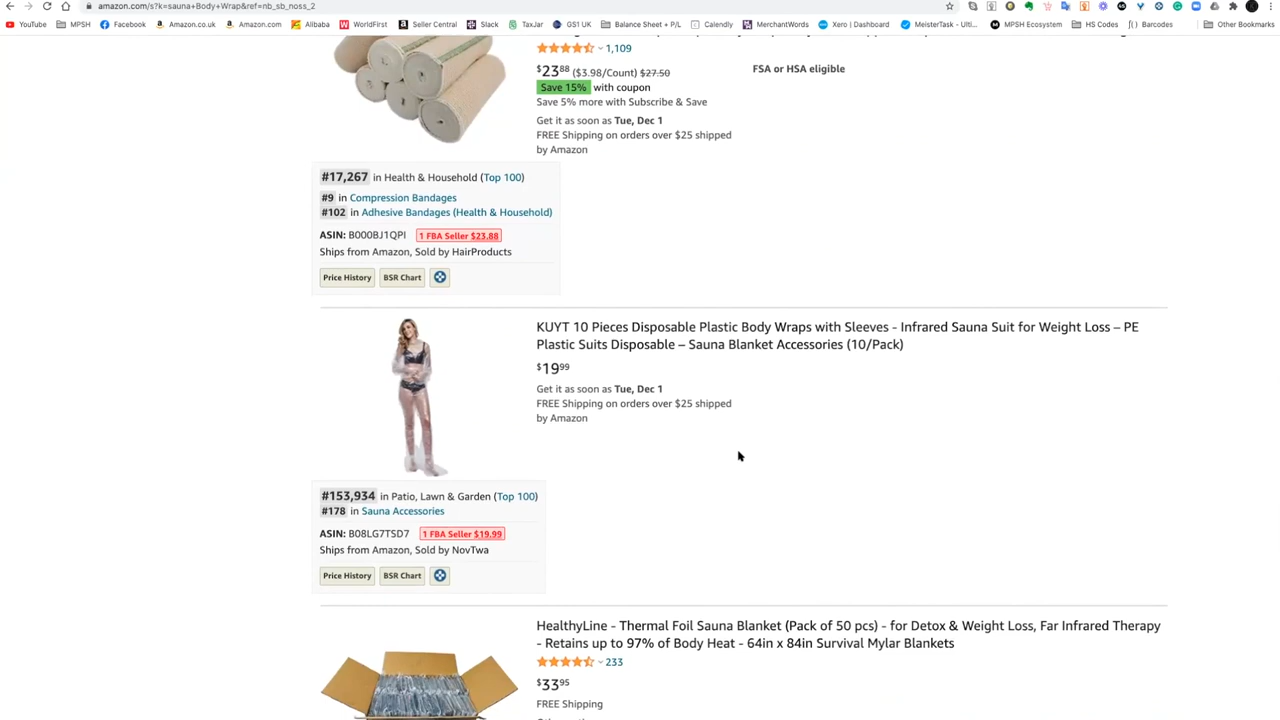 amazon.com/s?k=sauna+Body+Wrap&ref=nb_sb_noss_2
YouTube MPSH Facebook Amazon.co.uk Amazon.com Alibaba WorldFirst Seller Central Slack TaxJar GS1 UK Balance Sheet + P/L Calendly MerchantWords Xero | Dashboard MeisterTask - Ulti... MPSH Ecosystem HS Codes Barcodes Other Bookmarks
1,109
$23 88 ($3.98/Count) $27.50
FSA or HSA eligible
Save 15% with coupon
Save 5% more with Subscribe & Save
Get it as soon as Tue, Dec 1
FREE Shipping on orders over $25 shipped
by Amazon
#17,267 in Health & Household (Top 100)
#9 in Compression Bandages
#102 in Adhesive Bandages (Health & Household)
ASIN: B000BJ1QPI 1 FBA Seller $23.88
Ships from Amazon, Sold by HairProducts
Price History BSR Chart
KUYT 10 Pieces Disposable Plastic Body Wraps with Sleeves - Infrared Sauna Suit for Weight Loss – PE
Plastic Suits Disposable – Sauna Blanket Accessories (10/Pack)
$19 99
Get it as soon as Tue, Dec 1
FREE Shipping on orders over $25 shipped
by Amazon
#153,934 in Patio, Lawn & Garden (Top 100)
#178 in Sauna Accessories
ASIN: B08LG7TSD7 1 FBA Seller $19.99
Ships from Amazon, Sold by NovTwa
Price History BSR Chart
HealthyLine - Thermal Foil Sauna Blanket (Pack of 50 pcs) - for Detox & Weight Loss, Far Infrared Therapy
- Retains up to 97% of Body Heat - 64in x 84in Survival Mylar Blankets
233
$33 95
FREE Shipping